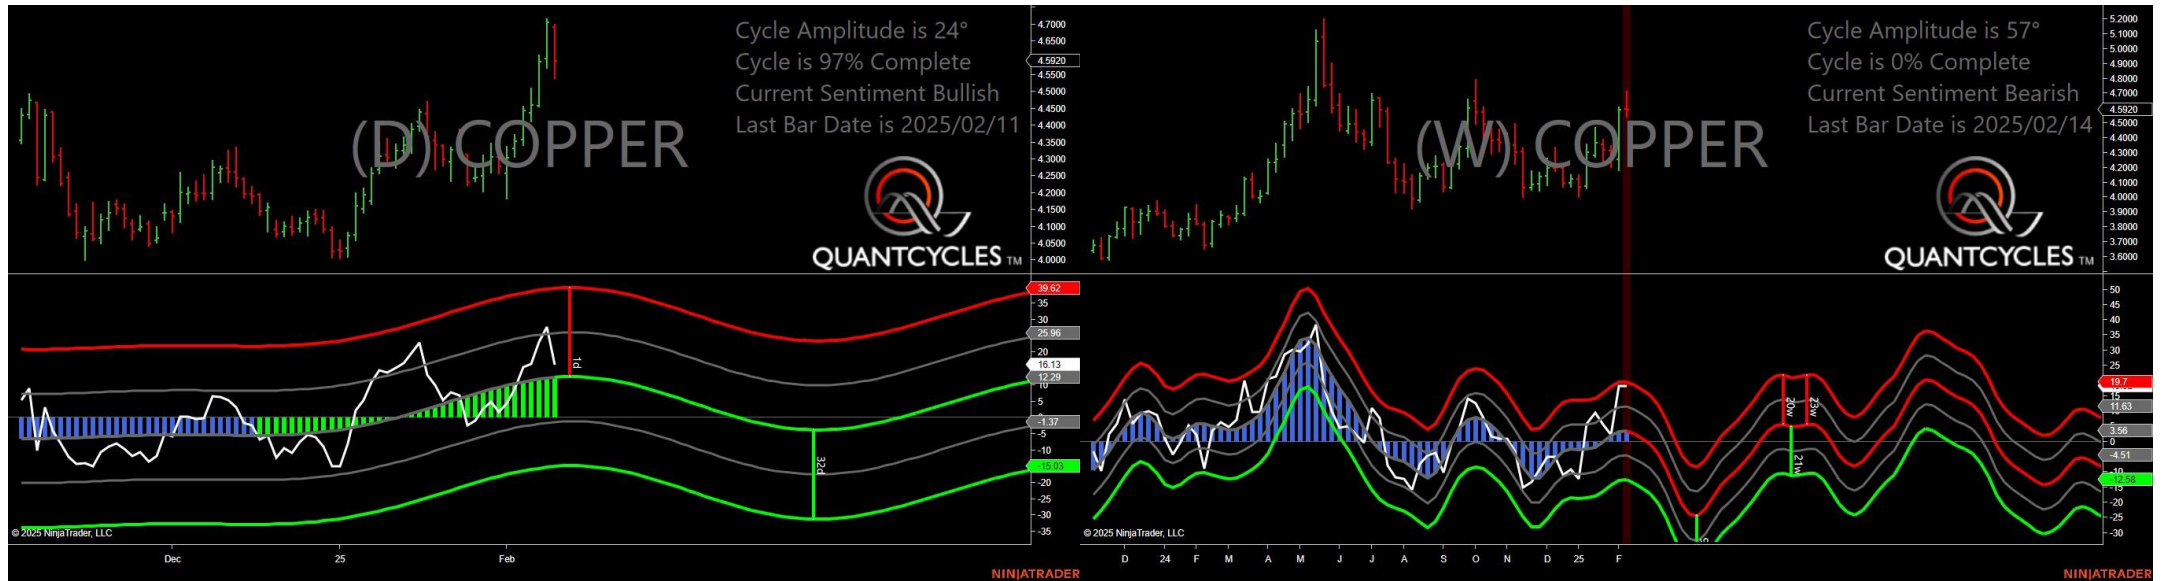 Cycle Amplitude is 24°
Cycle is 97% Complete
Current Sentiment Bullish
Last Bar Date is 2025/02/11
(D) COPPER
QUANTCYCLES TM
4.7000
4.6500
4.5920
4.5500
4.5000
4.4500
4.4000
4.3500
4.3000
4.2500
4.2000
4.1500
4.1000
4.0500
4.0000
39.62
35
30
25.96
20
16.13
12.29
10
5
-1.37
-5
-10
-15.03
-20
-25
-30
-35
1d
32d
© 2025 NinjaTrader, LLC
Dec 25 Feb
NINJATRADER
Cycle Amplitude is 57°
Cycle is 0% Complete
Current Sentiment Bearish
Last Bar Date is 2025/02/14
(W) COPPER
QUANTCYCLES TM
5.2000
5.1000
5.0000
4.9000
4.8000
4.7000
4.5920
4.5000
4.4000
4.3000
4.2000
4.1000
4.0000
3.9000
3.8000
3.7000
3.6000
50
45
40
35
30
25
19.7
15
11.63
3.56
0
-4.51
-10
-12.58
-15
-20
-25
-30
20w
23w
21w
© 2025 NinjaTrader, LLC
D 24 F M A M J J A S O N D 25 F
NINJATRADER